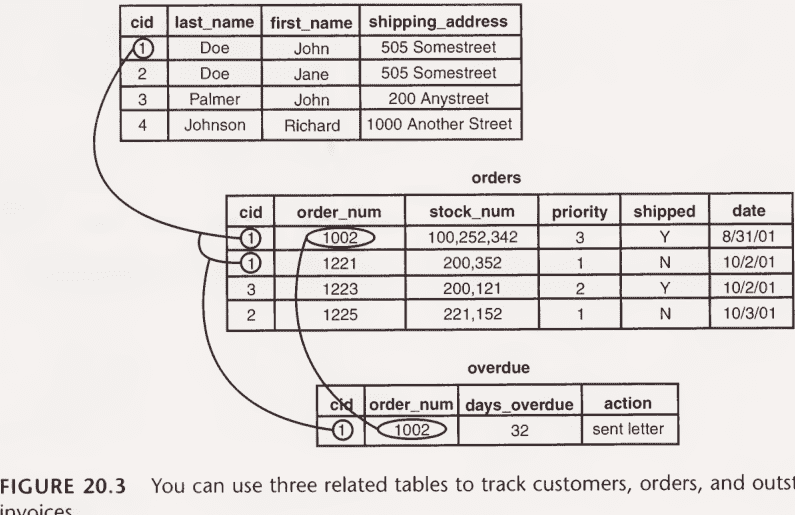 cid last_name first_name shipping_address
1 Doe John 505 Somestreet
2 Doe Jane 505 Somestreet
3 Palmer John 200 Anystreet
4 Johnson Richard 1000 Another Street
orders
cid order_num stock_num priority shipped date
1 1002 100,252,342 3 Y 8/31/01
1 1221 200,352 1 N 10/2/01
3 1223 200,121 2 Y 10/2/01
2 1225 221,152 1 N 10/3/01
overdue
cid order_num days_overdue action
1 1002 32 sent letter
FIGURE 20.3 You can use three related tables to track customers, orders, and outst
invoices